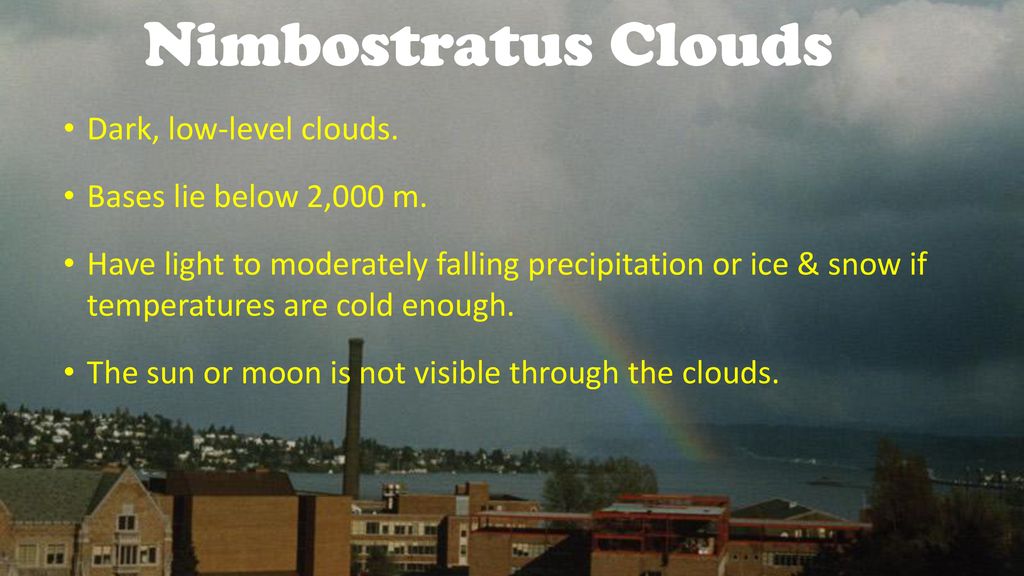 Nimbostratus Clouds
• Dark, low-level clouds.
• Bases lie below 2,000 m.
• Have light to moderately falling precipitation or ice & snow if
temperatures are cold enough.
• The sun or moon is not visible through the clouds.